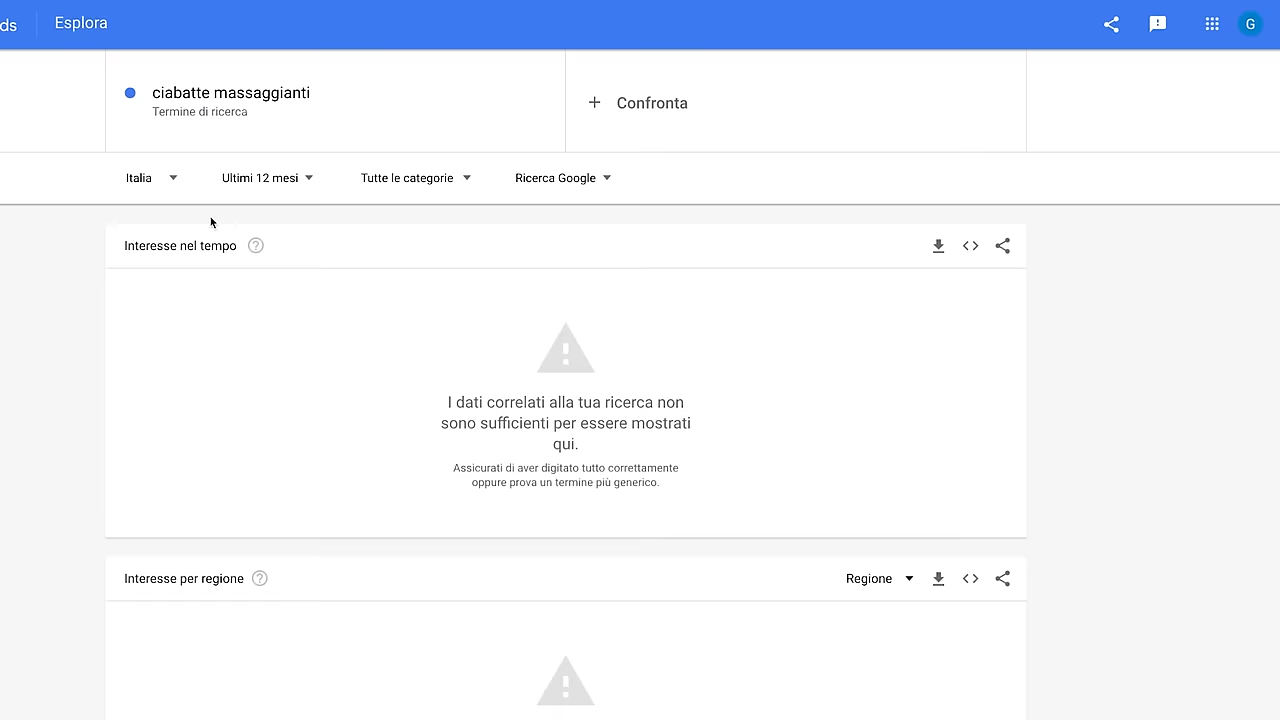 ds
Esplora
G
ciabatte massaggianti
Termine di ricerca
+ Confronta
Italia
Ultimi 12 mesi
Tutte le categorie
Ricerca Google
Interesse nel tempo ?
I dati correlati alla tua ricerca non
sono sufficienti per essere mostrati
qui.
Assicurati di aver digitato tutto correttamente
oppure prova un termine più generico.
Interesse per regione ?
Regione